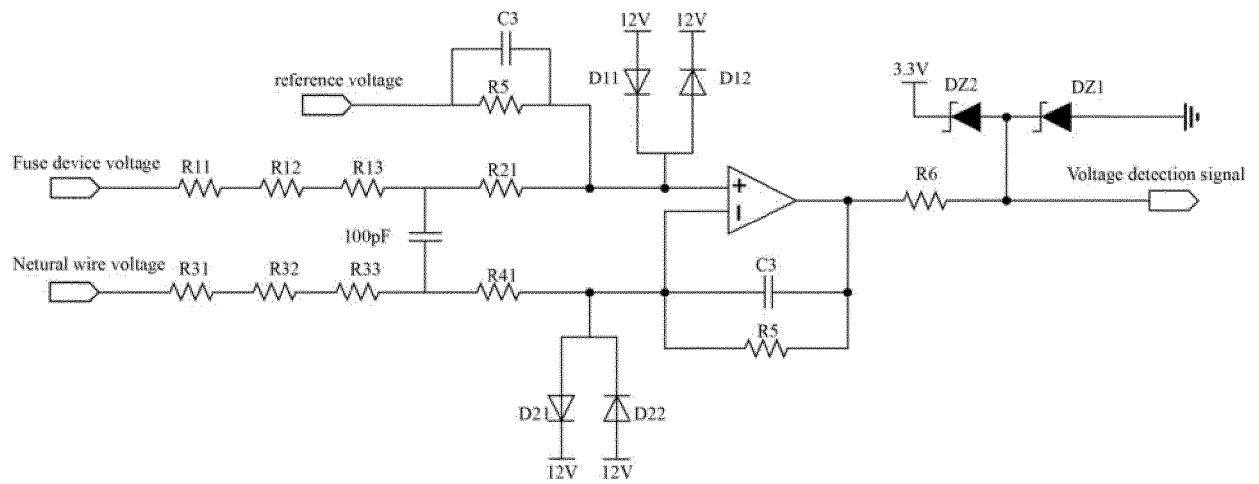 C3
12V 12V
reference voltage
R5
D11
D12
3.3V
DZ2
DZ1
Fuse device voltage
R11
R12
R13
R21
+
R6
Voltage detection signal
100pF
Netural wire voltage
R31
R32
R33
R41
C3
R5
D21
D22
12V 12V